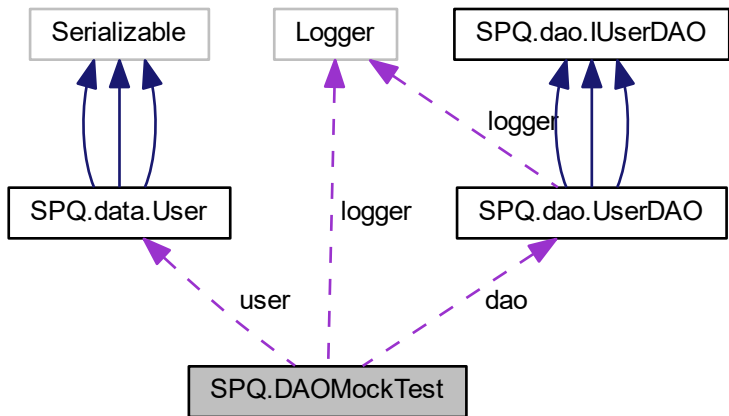 Serializable
Logger
SPQ.dao.IUserDAO
logger
SPQ.data.User
logger
SPQ.dao.UserDAO
user
dao
SPQ.DAOMockTest